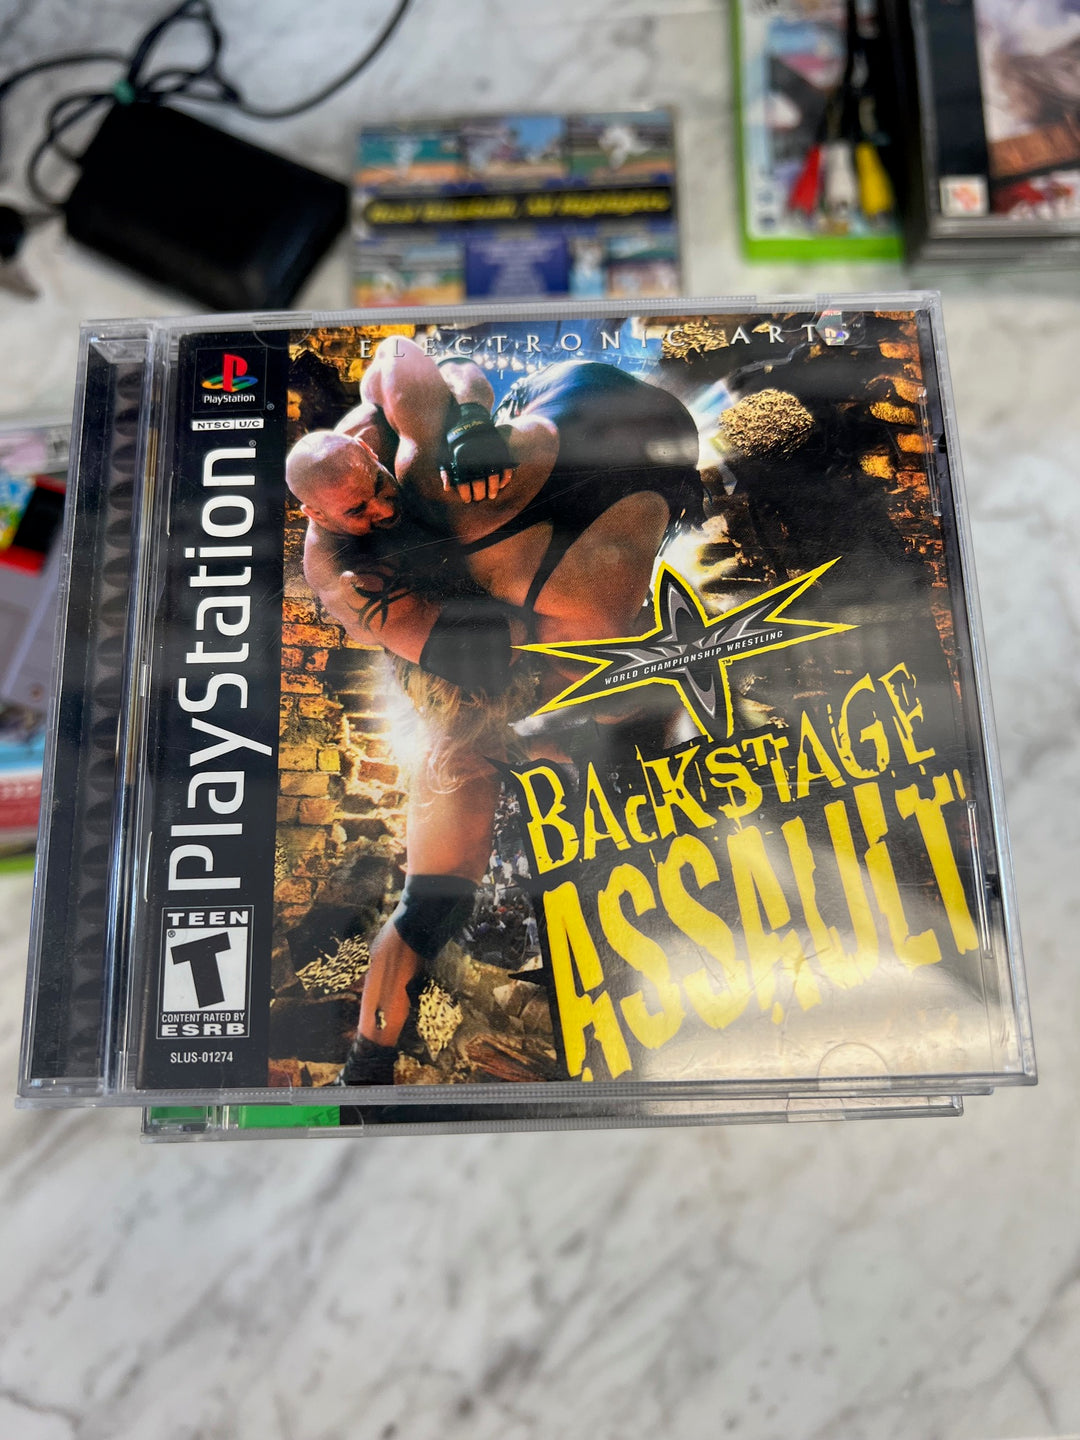 ELECTRONIC ARTS
PlayStation
NTSC U/C
PlayStation
WORLD CHAMPIONSHIP WRESTLING
BACKSTAGE
ASSAULT
TEEN
T
CONTENT RATED BY
ESRB
SLUS-01274